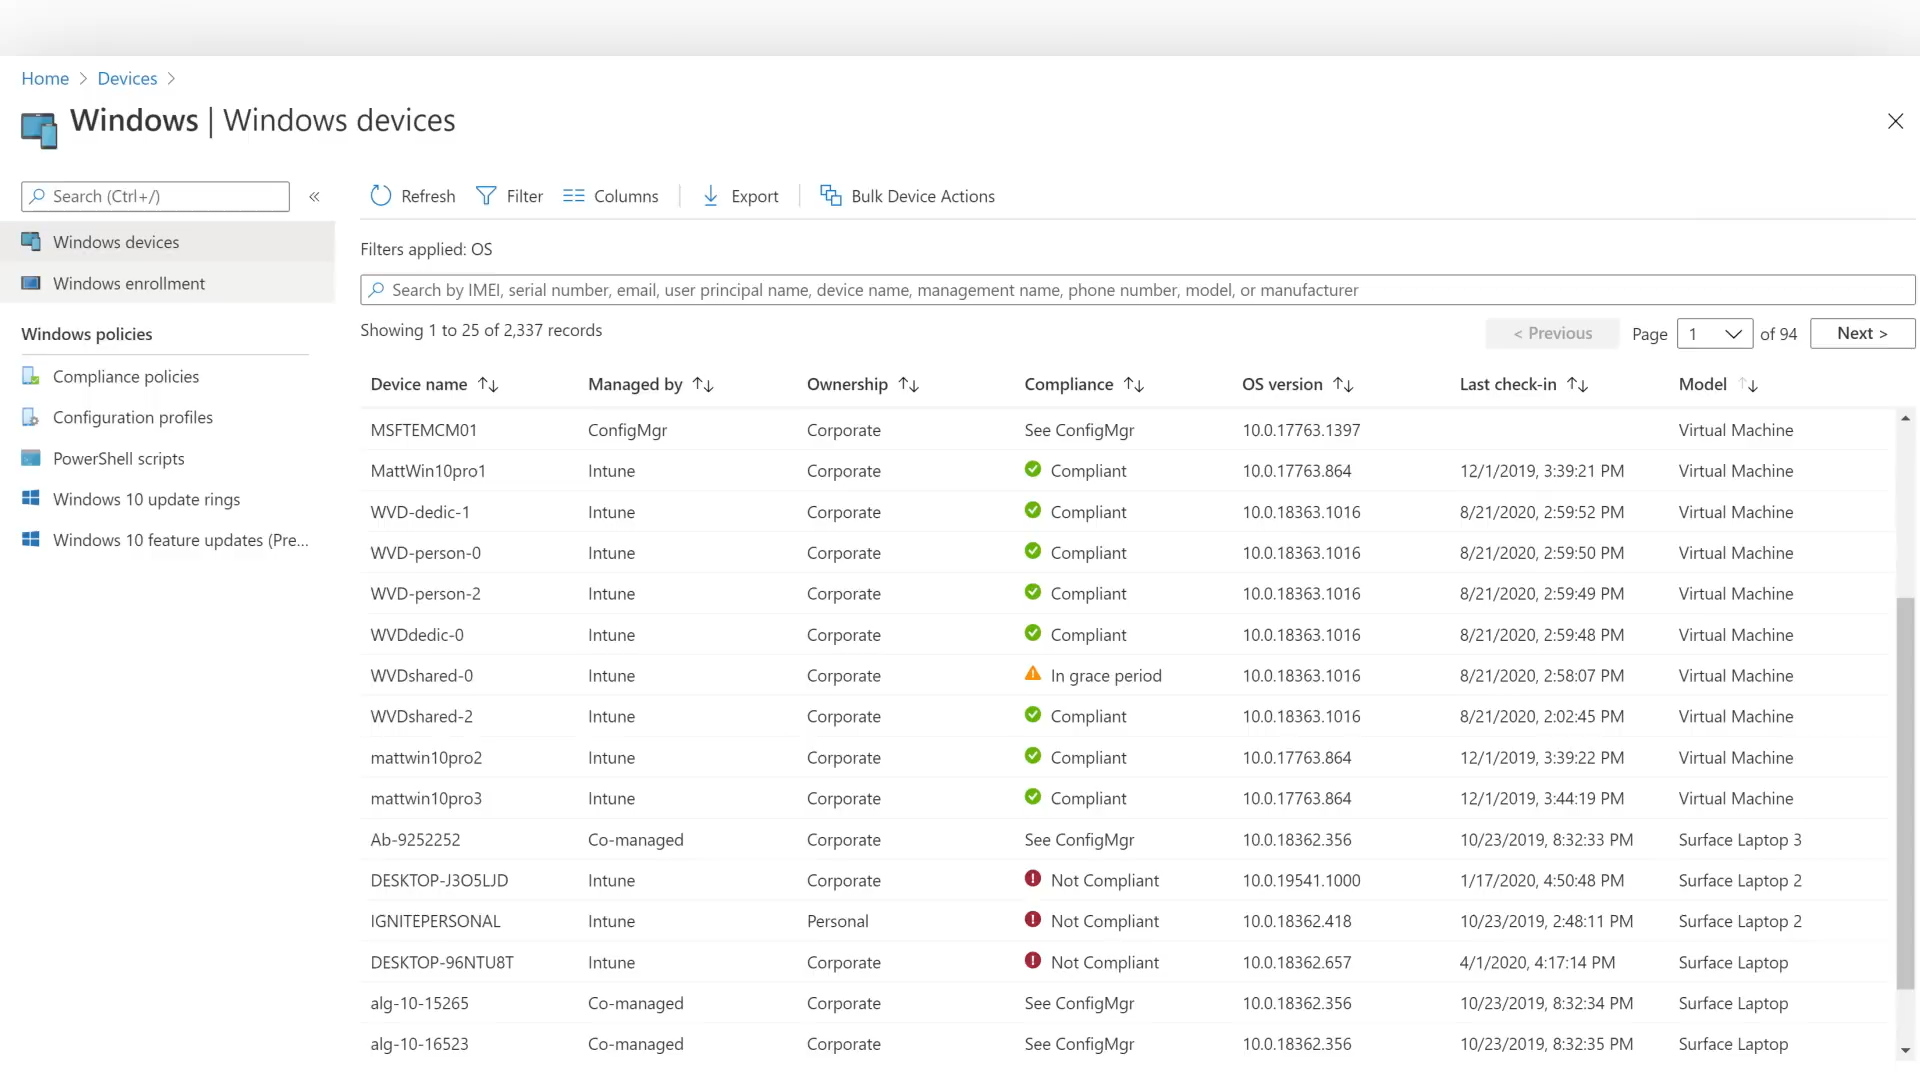 Home > Devices >
Windows | Windows devices
Search (Ctrl+/) «
Windows devices
Windows enrollment
Windows policies
Compliance policies
Configuration profiles
PowerShell scripts
Windows 10 update rings
Windows 10 feature updates (Pre...
Refresh Filter Columns Export Bulk Device Actions
Filters applied: OS
Search by IMEI, serial number, email, user principal name, device name, management name, phone number, model, or manufacturer
Showing 1 to 25 of 2,337 records
< Previous Page 1 of 94 Next >
Device name Managed by Ownership Compliance OS version Last check-in Model
MSFTEMCM01 ConfigMgr Corporate See ConfigMgr 10.0.17763.1397 Virtual Machine
MattWin10pro1 Intune Corporate Compliant 10.0.17763.864 12/1/2019, 3:39:21 PM Virtual Machine
WVD-dedic-1 Intune Corporate Compliant 10.0.18363.1016 8/21/2020, 2:59:52 PM Virtual Machine
WVD-person-0 Intune Corporate Compliant 10.0.18363.1016 8/21/2020, 2:59:50 PM Virtual Machine
WVD-person-2 Intune Corporate Compliant 10.0.18363.1016 8/21/2020, 2:59:49 PM Virtual Machine
WVDdedic-0 Intune Corporate Compliant 10.0.18363.1016 8/21/2020, 2:59:48 PM Virtual Machine
WVDshared-0 Intune Corporate In grace period 10.0.18363.1016 8/21/2020, 2:58:07 PM Virtual Machine
WVDshared-2 Intune Corporate Compliant 10.0.18363.1016 8/21/2020, 2:02:45 PM Virtual Machine
mattwin10pro2 Intune Corporate Compliant 10.0.17763.864 12/1/2019, 3:39:22 PM Virtual Machine
mattwin10pro3 Intune Corporate Compliant 10.0.17763.864 12/1/2019, 3:44:19 PM Virtual Machine
Ab-9252252 Co-managed Corporate See ConfigMgr 10.0.18362.356 10/23/2019, 8:32:33 PM Surface Laptop 3
DESKTOP-J3O5LJD Intune Corporate Not Compliant 10.0.19541.1000 1/17/2020, 4:50:48 PM Surface Laptop 2
IGNITEPERSONAL Intune Personal Not Compliant 10.0.18362.418 10/23/2019, 2:48:11 PM Surface Laptop 2
DESKTOP-96NTU8T Intune Corporate Not Compliant 10.0.18362.657 4/1/2020, 4:17:14 PM Surface Laptop
alg-10-15265 Co-managed Corporate See ConfigMgr 10.0.18362.356 10/23/2019, 8:32:34 PM Surface Laptop
alg-10-16523 Co-managed Corporate See ConfigMgr 10.0.18362.356 10/23/2019, 8:32:35 PM Surface Laptop